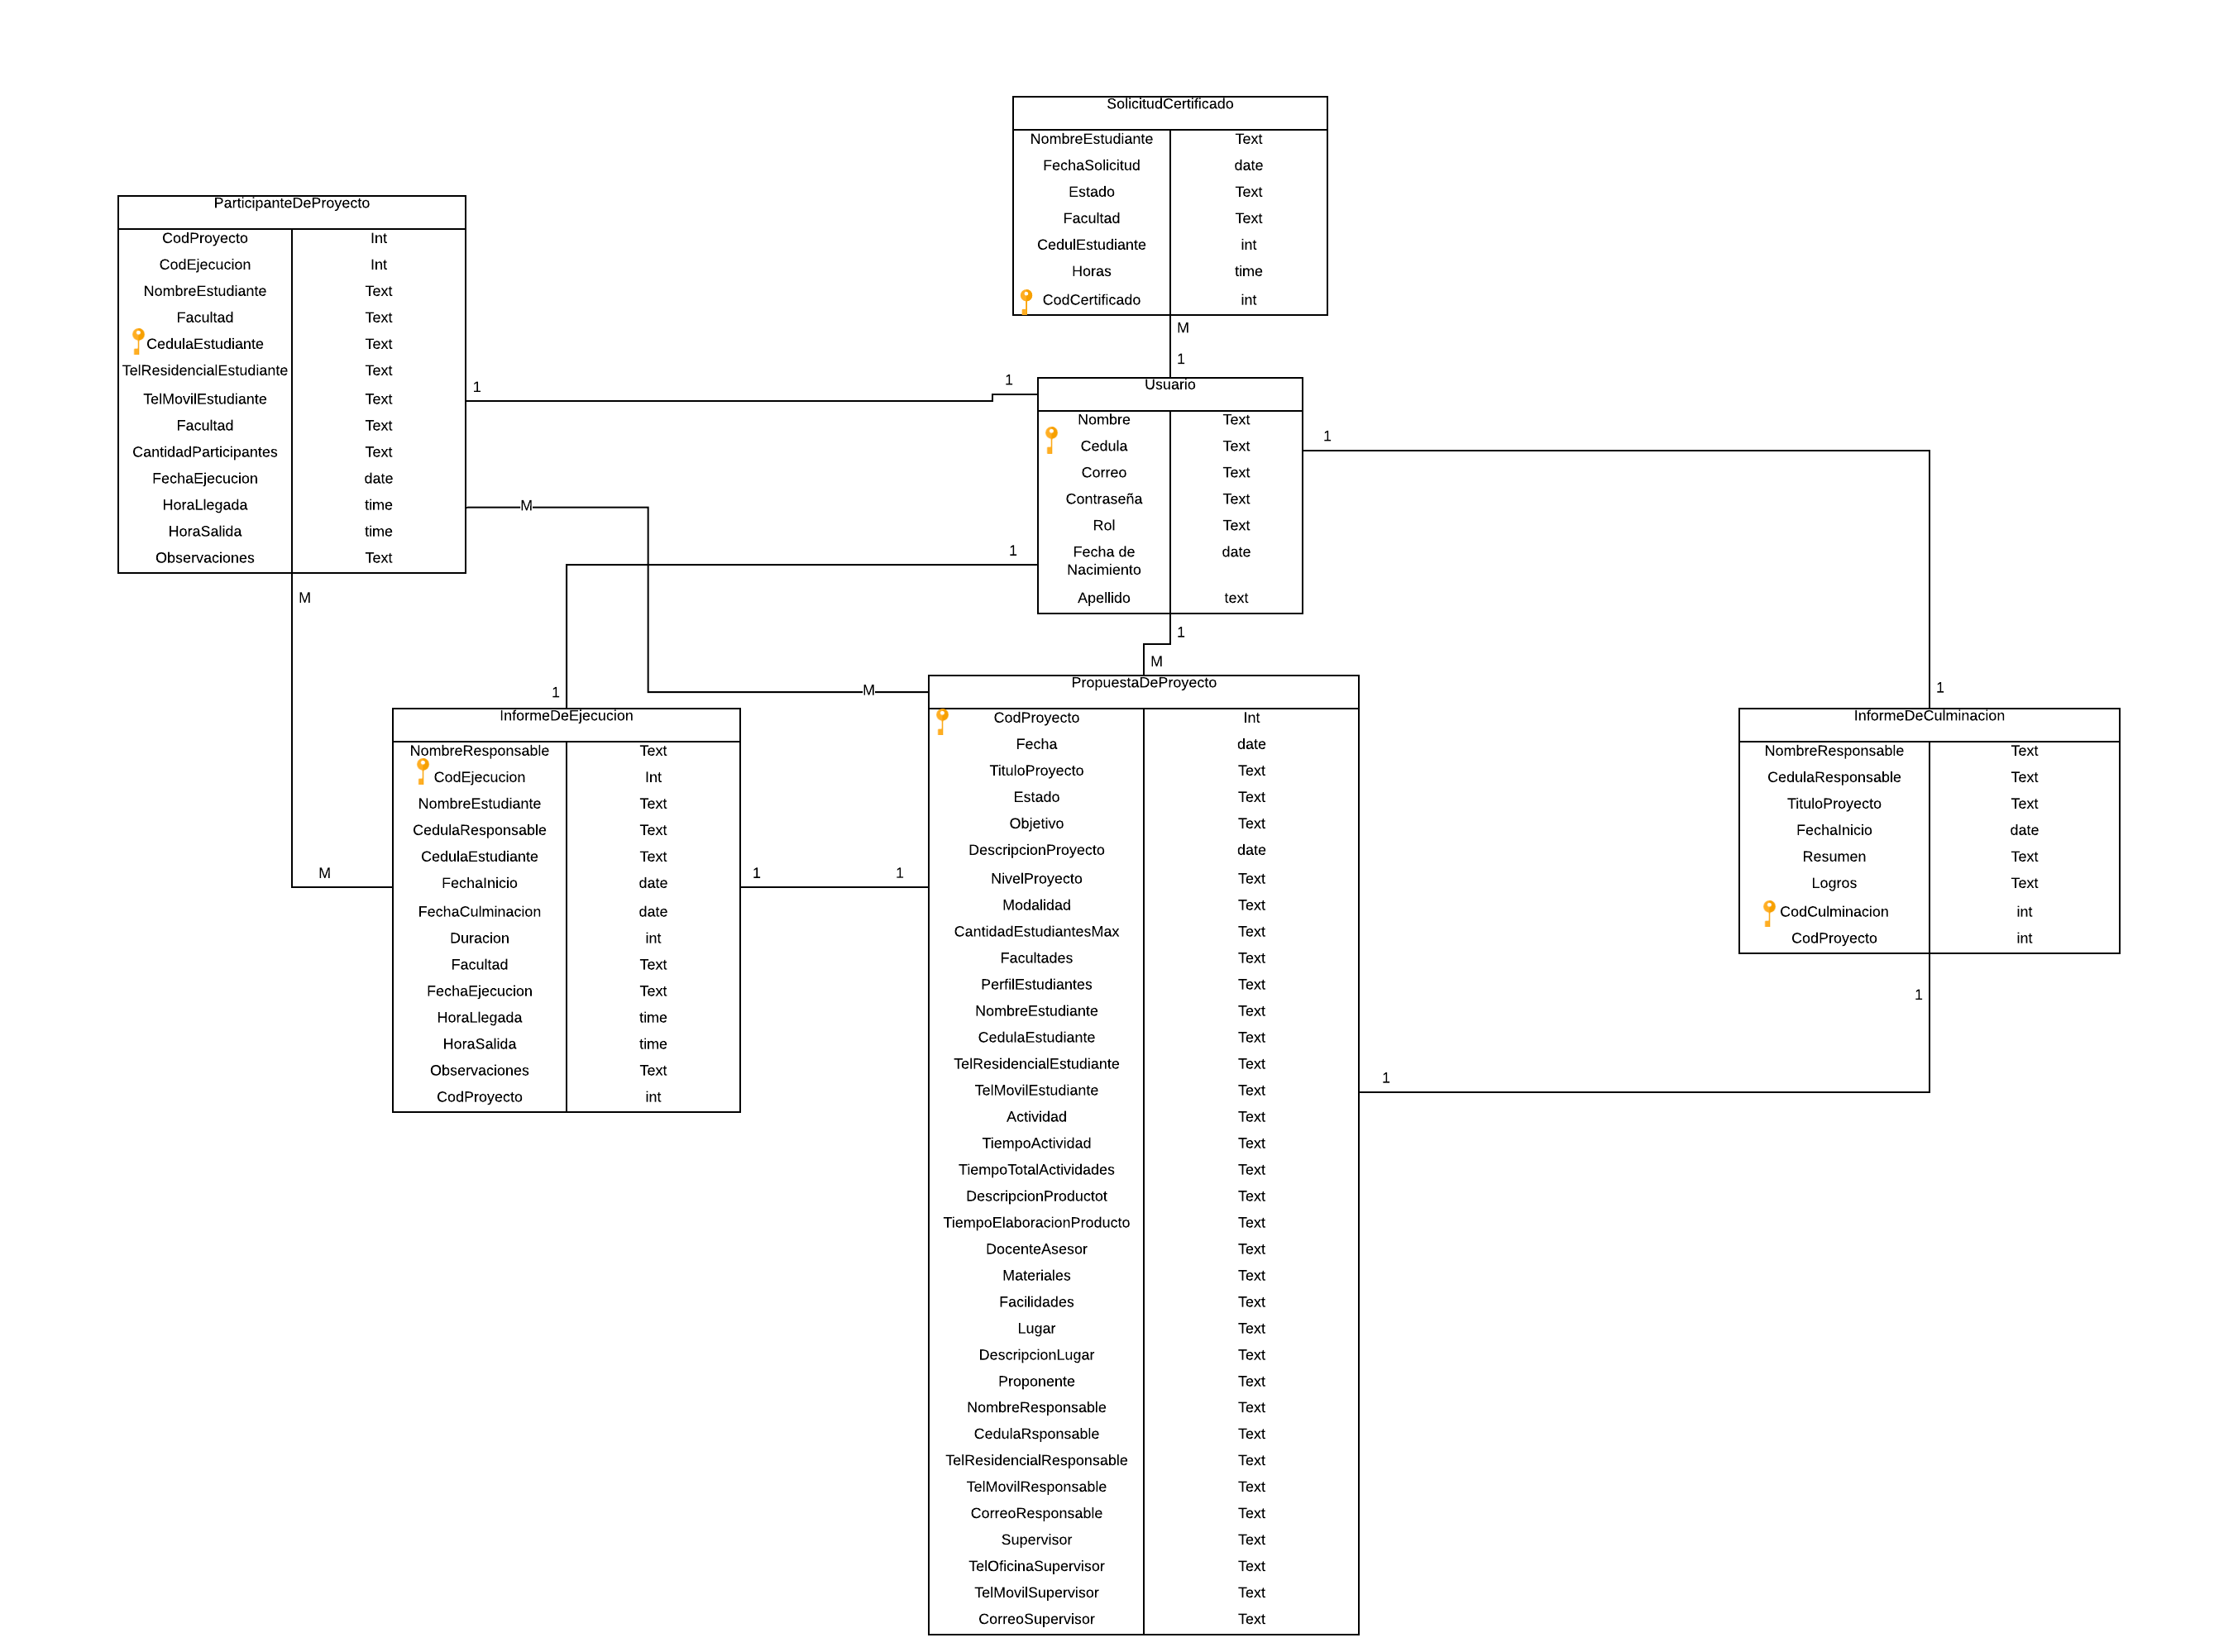 SolicitudCertificado
NombreEstudiante Text
FechaSolicitud date
Estado Text
Facultad Text
CedulEstudiante int
Horas time
CodCertificado int
M
1
ParticipanteDeProyecto
CodProyecto Int
CodEjecucion Int
NombreEstudiante Text
Facultad Text
CedulaEstudiante Text
TelResidencialEstudiante Text
TelMovilEstudiante Text
Facultad Text
CantidadParticipantes Text
FechaEjecucion date
HoraLlegada time
HoraSalida time
Observaciones Text
1
1
M
M
M
M
Usuario
Nombre Text
Cedula Text
Correo Text
Contraseña Text
Rol Text
Fecha de date
Nacimiento
Apellido text
1
1
1
1
1
M
InformeDeEjecucion
NombreResponsable Text
CodEjecucion Int
NombreEstudiante Text
CedulaResponsable Text
CedulaEstudiante Text
FechaInicio date
FechaCulminacion date
Duracion int
Facultad Text
FechaEjecucion Text
HoraLlegada time
HoraSalida time
Observaciones Text
CodProyecto int
1
1
PropuestaDeProyecto
CodProyecto Int
Fecha date
TituloProyecto Text
Estado Text
Objetivo Text
DescripcionProyecto date
NivelProyecto Text
Modalidad Text
CantidadEstudiantesMax Text
Facultades Text
PerfilEstudiantes Text
NombreEstudiante Text
CedulaEstudiante Text
TelResidencialEstudiante Text
TelMovilEstudiante Text
Actividad Text
TiempoActividad Text
TiempoTotalActividades Text
DescripcionProductot Text
TiempoElaboracionProducto Text
DocenteAsesor Text
Materiales Text
Facilidades Text
Lugar Text
DescripcionLugar Text
Proponente Text
NombreResponsable Text
CedulaRsponsable Text
TelResidencialResponsable Text
TelMovilResponsable Text
CorreoResponsable Text
Supervisor Text
TelOficinaSupervisor Text
TelMovilSupervisor Text
CorreoSupervisor Text
InformeDeCulminacion
NombreResponsable Text
CedulaResponsable Text
TituloProyecto Text
FechaInicio date
Resumen Text
Logros Text
CodCulminacion int
CodProyecto int
1
1